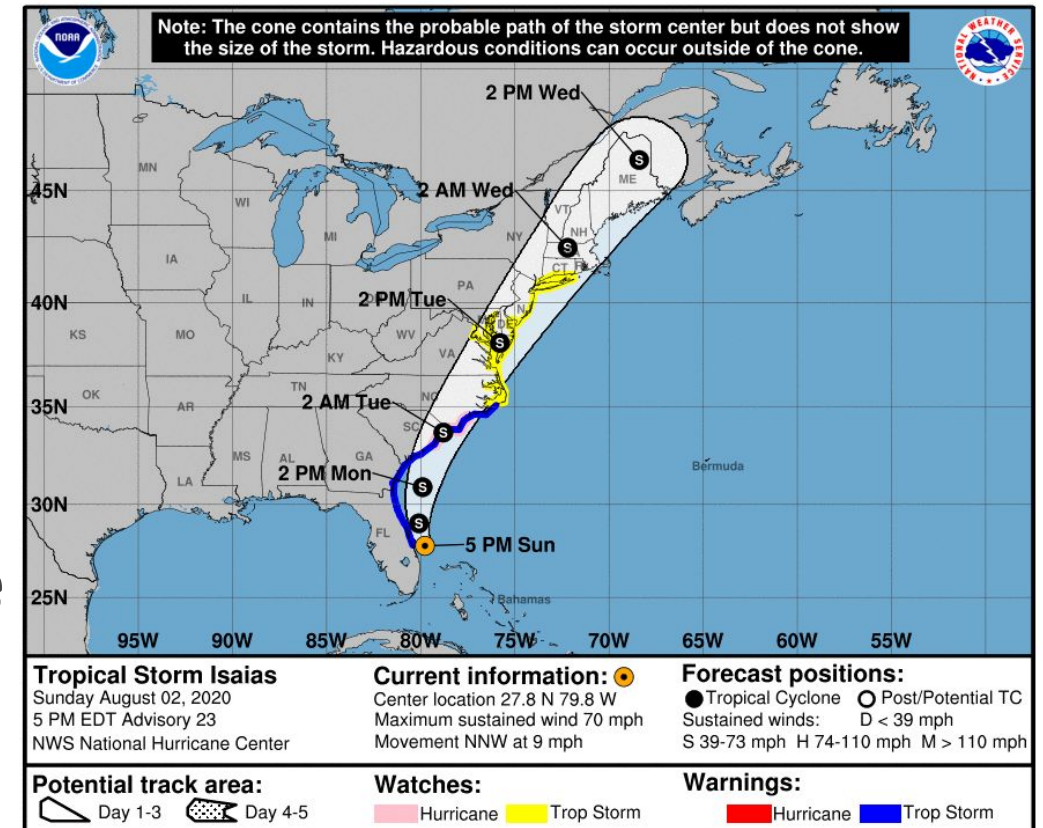 Note: The cone contains the probable path of the storm center but does not show
the size of the storm. Hazardous conditions can occur outside of the cone.
NOAA
NATIONAL WEATHER SERVICE
2 PM Wed
MN
ME
45N
2 AM Wed
WI
VT
MI
NY
NH
IA
CT
PA
40N
2 PM Tue
IL
IN
NJ
DE
KS
MO
WV
VA
KY
OK
TN
NC
2 AM Tue
35N
AR
SC
MS
AL
GA
2 PM Mon
Bermuda
LA
30N
FL
5 PM Sun
25N
Bahamas
95W
90W
85W
80W
75W
70W
65W
60W
55W
S
S
S
S
S
S
Tropical Storm Isaias
Sunday August 02, 2020
5 PM EDT Advisory 23
NWS National Hurricane Center
Current information:
Center location 27.8 N 79.8 W
Maximum sustained wind 70 mph
Movement NNW at 9 mph
Forecast positions:
Tropical Cyclone Post/Potential TC
Sustained winds: D < 39 mph
S 39-73 mph H 74-110 mph M > 110 mph
Potential track area:
Day 1-3 Day 4-5
Watches:
Hurricane Trop Storm
Warnings:
Hurricane Trop Storm